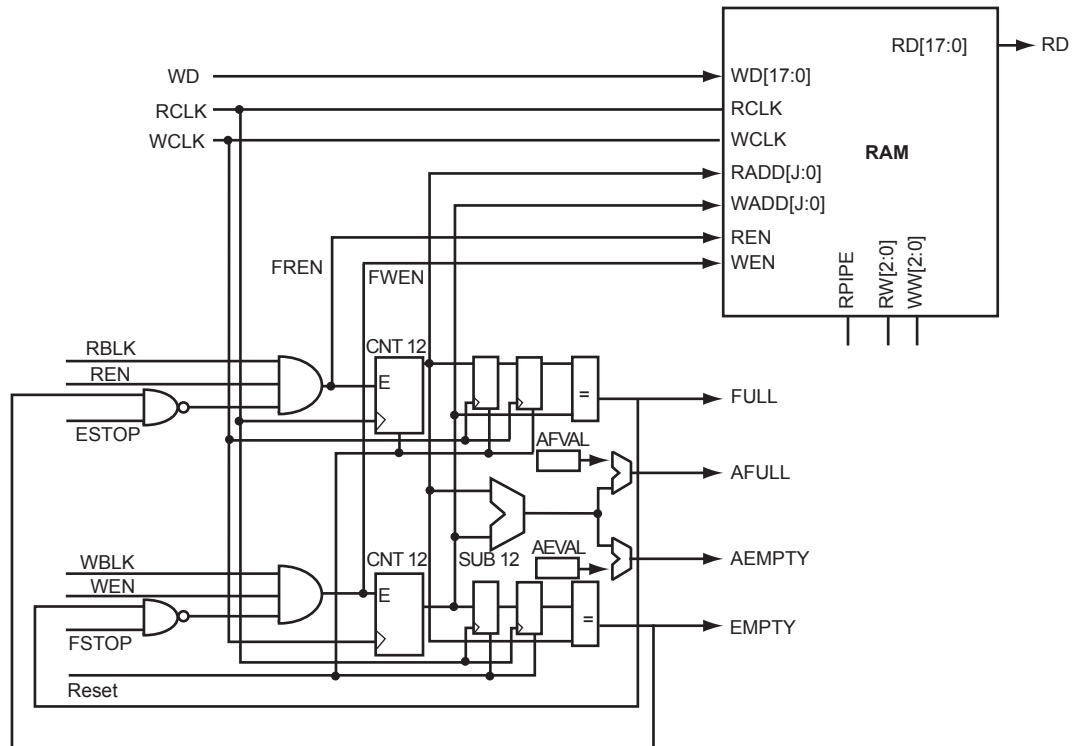 RD[17:0]
RD
WD
WD[17:0]
RCLK
RCLK
WCLK
WCLK
RAM
RADD[J:0]
WADD[J:0]
REN
FREN
FWEN
WEN
RPIPE
RW[2:0]
WW[2:0]
RBLK
CNT 12
REN
E
=
FULL
ESTOP
AFVAL
AFULL
WBLK
CNT 12
SUB 12
AEVAL
AEMPTY
WEN
E
=
EMPTY
FSTOP
Reset